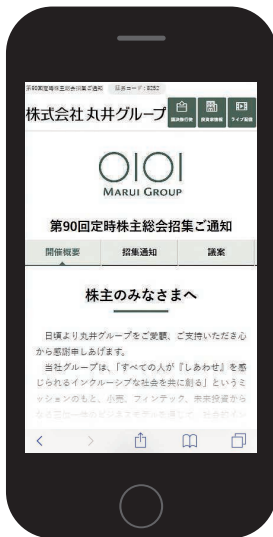 第90回定時株主総会招集ご通知 証券コード:8252
株式会社 丸井グループ
議決権行使
株主様情報
ライブ配信
OIOI
MARUI GROUP
第90回定時株主総会招集ご通知
開催概要 招集通知 議案
株主のみなさまへ
日頃より丸井グループをご愛顧、ご支持いただき心
から感謝申しあげます。
当社グループは、「すべての人が『しあわせ』を感
じられるインクルーシブな社会を共に創る」というミ
ッションのもと、小売、フィンテック、未来投資から